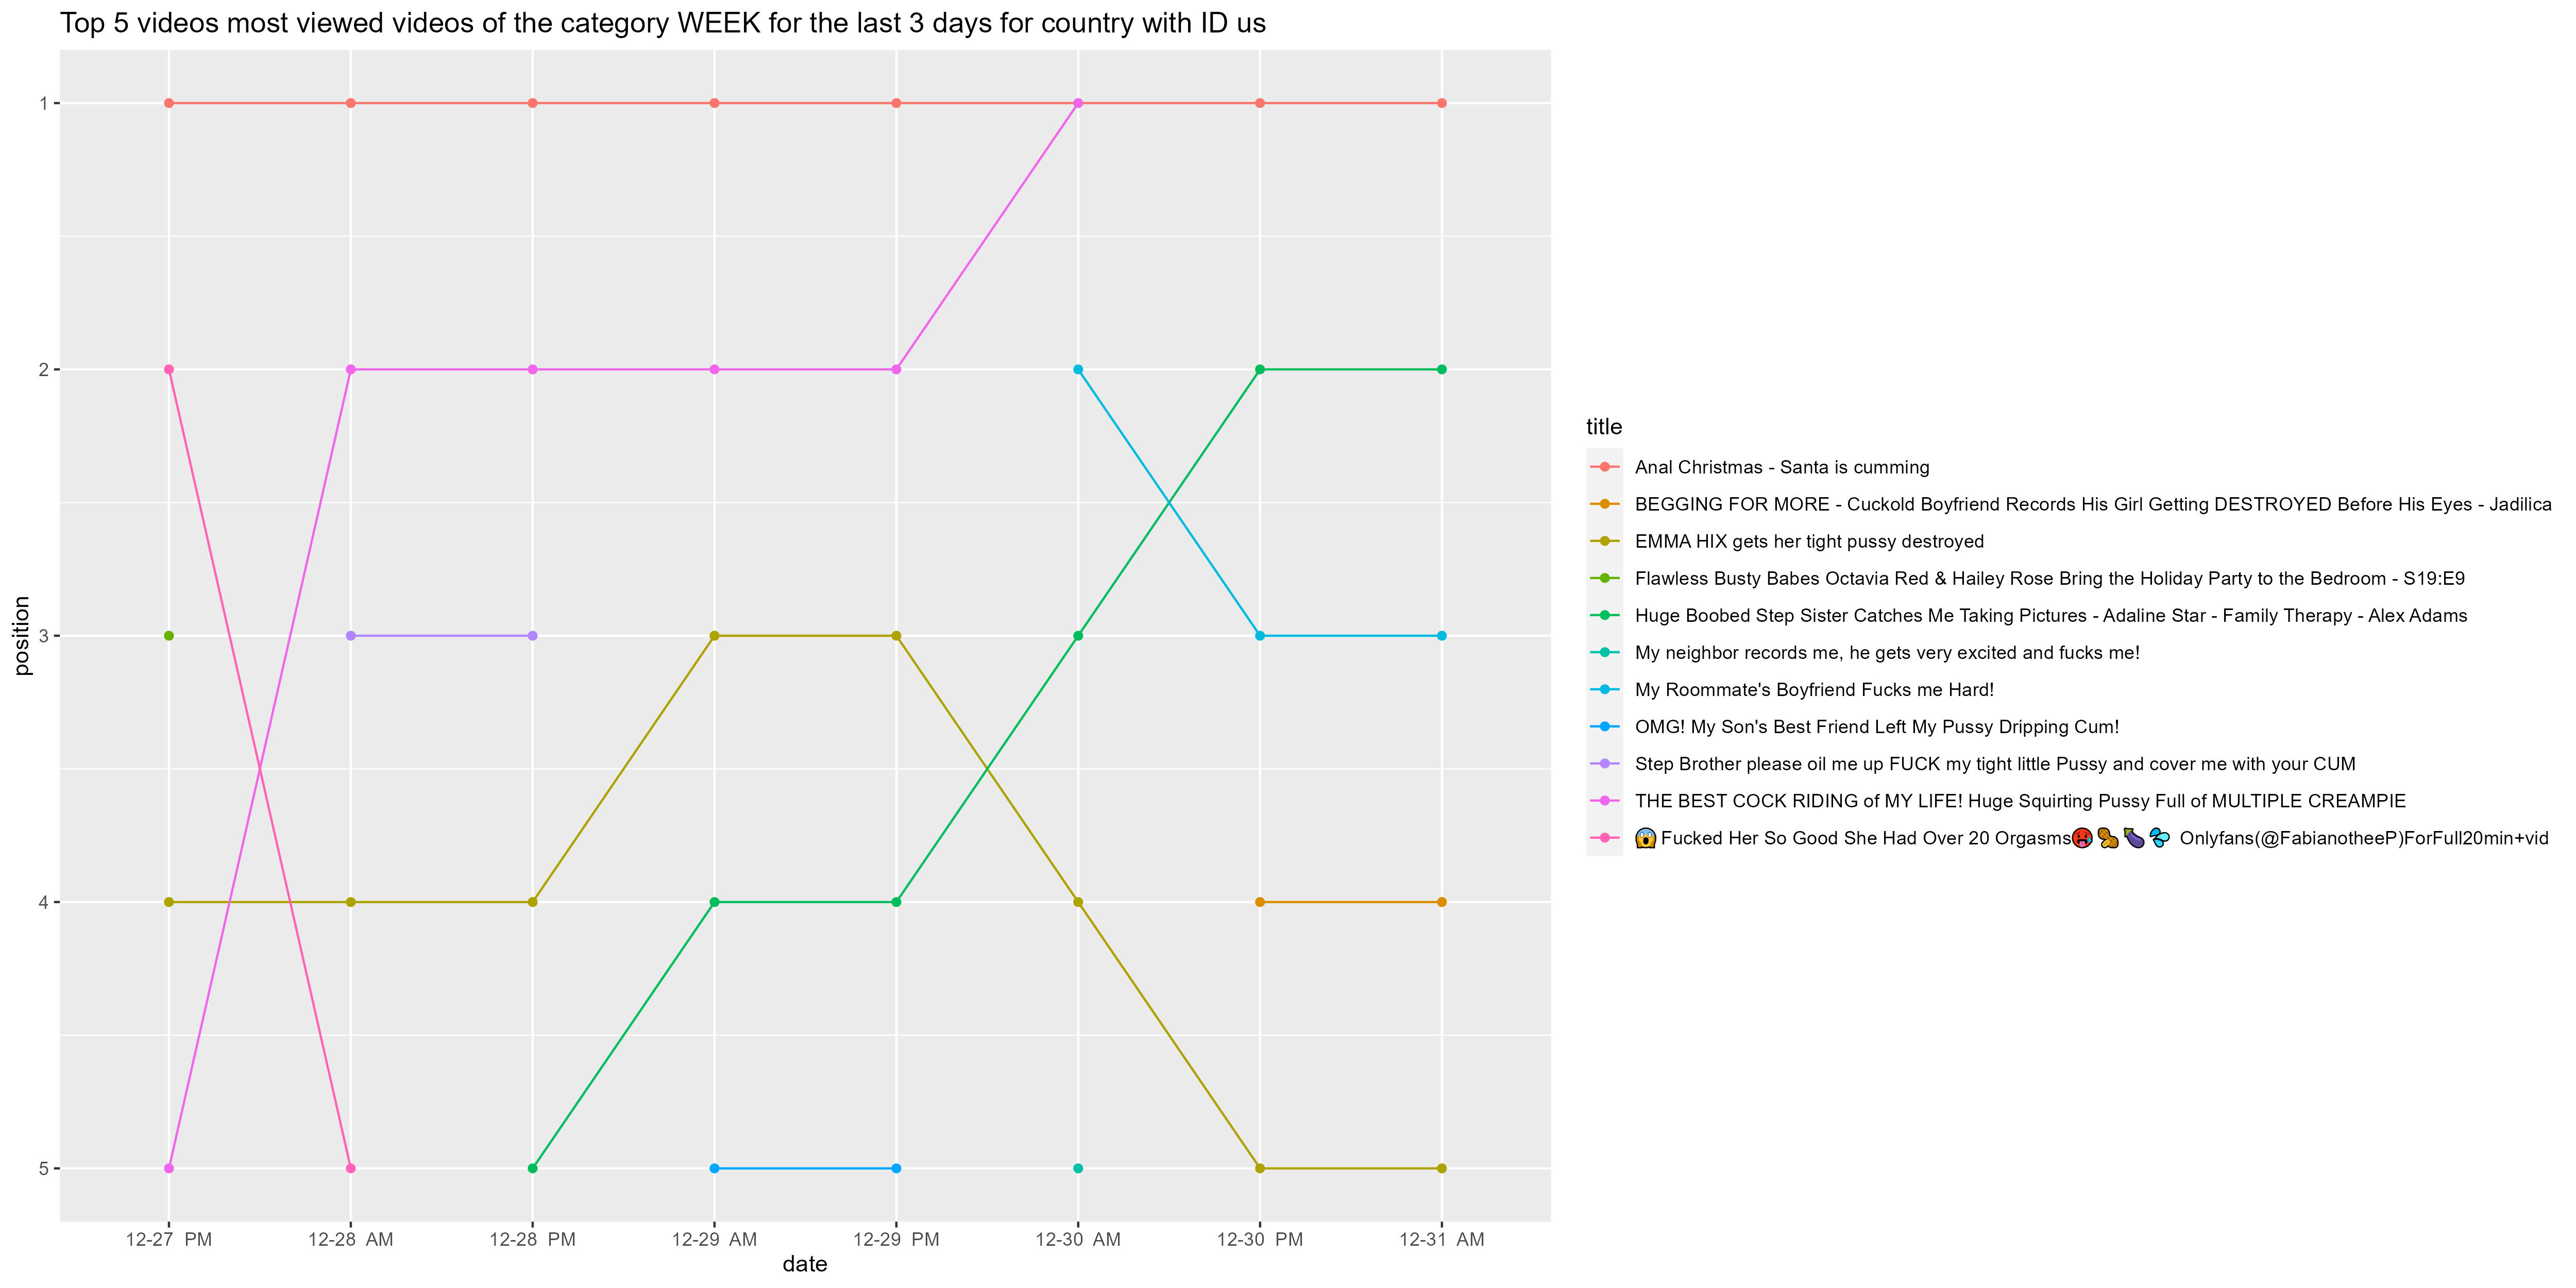 Top 5 videos most viewed videos of the category WEEK for the last 3 days for country with ID us
position
1
2
3
4
5
12-27 PM
12-28 AM
12-28 PM
12-29 AM
12-29 PM
12-30 AM
12-30 PM
12-31 AM
date
title
Anal Christmas - Santa is cumming
BEGGING FOR MORE - Cuckold Boyfriend Records His Girl Getting DESTROYED Before His Eyes - Jadilica
EMMA HIX gets her tight pussy destroyed
Flawless Busty Babes Octavia Red & Hailey Rose Bring the Holiday Party to the Bedroom - S19:E9
Huge Boobed Step Sister Catches Me Taking Pictures - Adaline Star - Family Therapy - Alex Adams
My neighbor records me, he gets very excited and fucks me!
My Roommate's Boyfriend Fucks me Hard!
OMG! My Son's Best Friend Left My Pussy Dripping Cum!
Step Brother please oil me up FUCK my tight little Pussy and cover me with your CUM
THE BEST COCK RIDING of MY LIFE! Huge Squirting Pussy Full of MULTIPLE CREAMPIE
😱 Fucked Her So Good She Had Over 20 Orgasms🥵🥜🍆💦 Onlyfans(@FabianotheeP)ForFull20min+vid